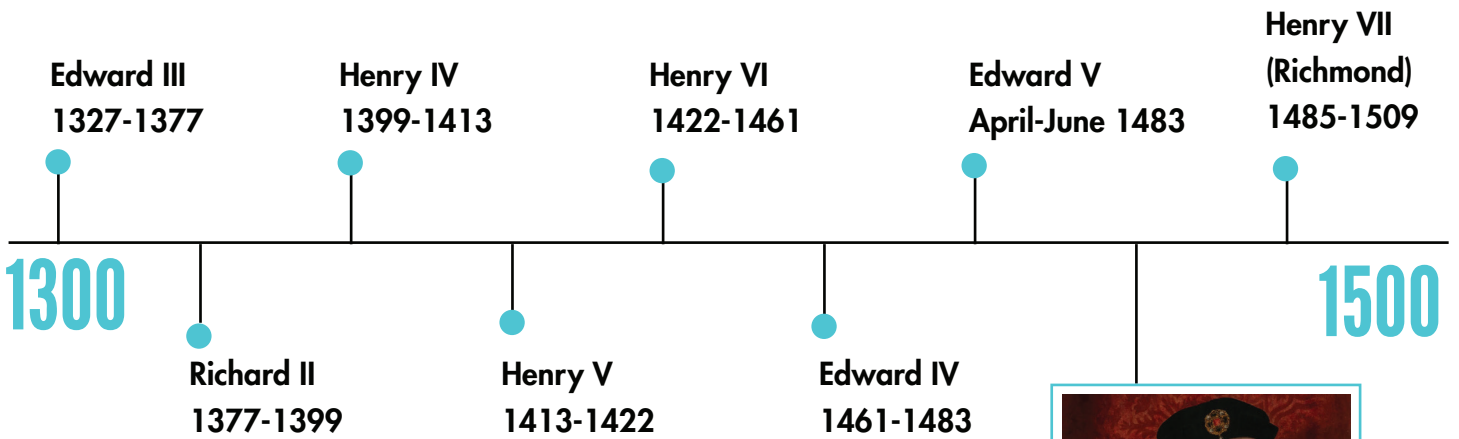 Edward III
1327-1377
Henry IV
1399-1413
Henry VI
1422-1461
Edward V
April-June 1483
Henry VII
(Richmond)
1485-1509
1300
1500
Richard II
1377-1399
Henry V
1413-1422
Edward IV
1461-1483